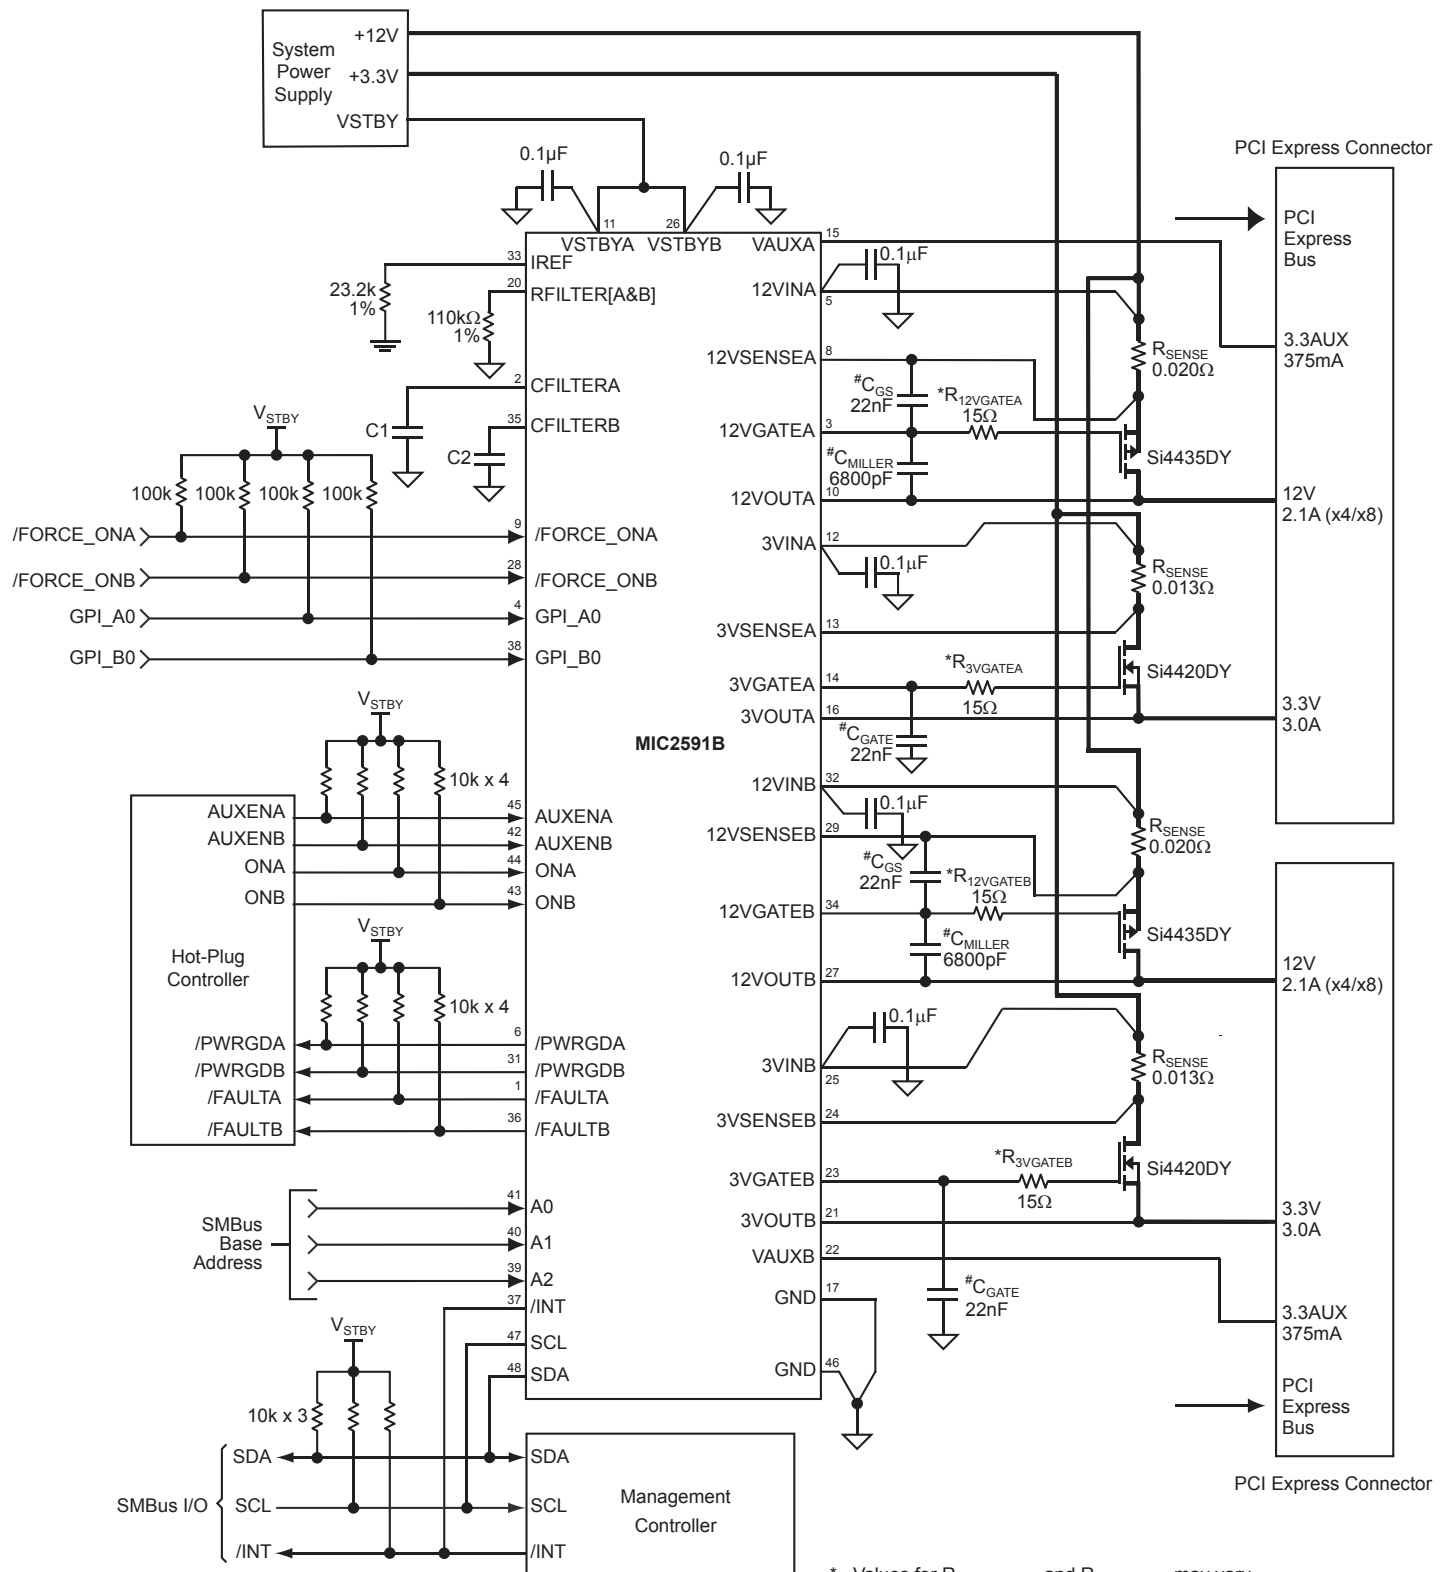 System
Power
Supply
+12V
+3.3V
VSTBY
0.1µF
0.1µF
PCI Express Connector
PCI
Express
Bus
3.3AUX
375mA
12V
2.1A (x4/x8)
3.3V
3.0A
11
26
VSTBYA
VSTBYB
VAUXA
15
33
IREF
23.2k
1%
20
RFILTER[A&B]
110kΩ
1%
2
CFILTERA
C1
35
CFILTERB
C2
0.1µF
12VINA
5
RSENSE
0.020Ω
12VSENSEA
8
#CGS
22nF
*R12VGATEA
15Ω
12VGATEA
3
#CMILLER
6800pF
Si4435DY
12VOUTA
10
VSTBY
100k
100k
100k
100k
/FORCE_ONA
9
/FORCE_ONA
/FORCE_ONB
28
/FORCE_ONB
GPI_A0
4
GPI_A0
GPI_B0
38
GPI_B0
3VINA
12
0.1µF
RSENSE
0.013Ω
3VSENSEA
13
*R3VGATEA
15Ω
3VGATEA
14
Si4420DY
3VOUTA
16
#CGATE
22nF
MIC2591B
VSTBY
10k x 4
Hot-Plug
Controller
AUXENA
45
AUXENA
AUXENB
42
AUXENB
ONA
44
ONA
ONB
43
ONB
VSTBY
10k x 4
/PWRGDA
6
/PWRGDA
/PWRGDB
31
/PWRGDB
/FAULTA
1
/FAULTA
/FAULTB
36
/FAULTB
12VINB
32
0.1µF
RSENSE
0.020Ω
12VSENSEB
29
#CGS
22nF
*R12VGATEB
15Ω
12VGATEB
34
#CMILLER
6800pF
Si4435DY
12VOUTB
27
12V
2.1A (x4/x8)
0.1µF
3VINB
25
RSENSE
0.013Ω
3VSENSEB
24
*R3VGATEB
15Ω
3VGATEB
23
Si4420DY
3VOUTB
21
3.3V
3.0A
VAUXB
22
#CGATE
22nF
GND
17
3.3AUX
375mA
GND
46
PCI
Express
Bus
PCI Express Connector
SMBus
Base
Address
41
A0
40
A1
39
A2
37
/INT
47
SCL
48
SDA
VSTBY
10k x 3
SMBus I/O
SDA
SCL
/INT
SDA
SCL
/INT
Management
Controller
* Values for R and R may vary